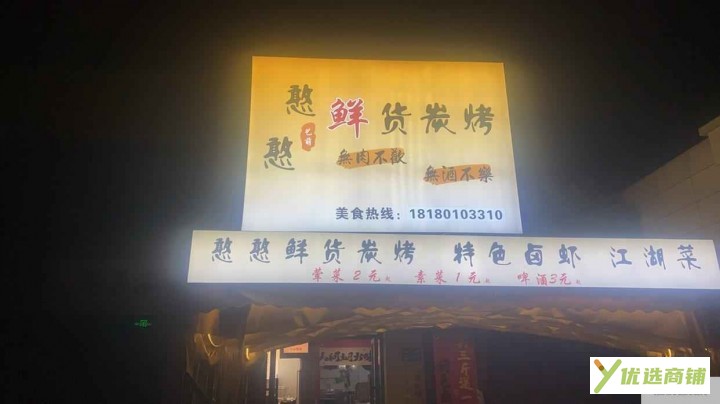 憨憨
鲜货炭烤
無肉不歡
無酒不樂
美食热线：18180103310
憨憨鲜货炭烤 特色卤虾 江湖菜
荤菜2元 素菜1元 啤酒3元
优选商铺